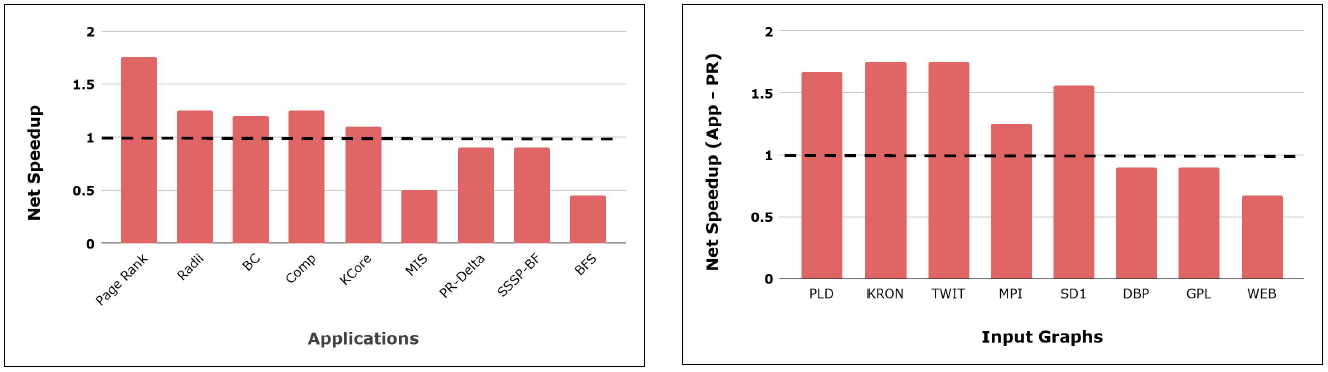 2
1.5
1
0.5
0
Net Speedup
Page Rank
Radii
BC
Comp
KCore
MIS
PR-Delta
SSSP-BF
BFS
Applications
2
1.5
1
0.5
0
Net Speedup (App - PR)
PLD
KRON
TWIT
MPI
SD1
DBP
GPL
WEB
Input Graphs